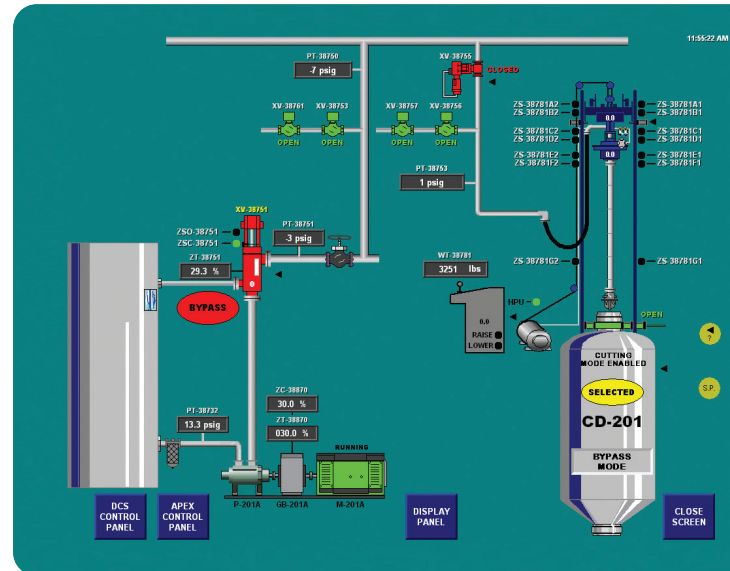 11:55:22 AM
PT-38750
-7 psig
XV-38755
CLOSED
ZS-38781A2
ZS-38781B2
ZS-38781A1
ZS-38781B1
XV-38761
XV-38753
XV-38757
XV-38756
0.0
ZS-38781C2
ZS-38781D2
ZS-38781C1
ZS-38781D1
OPEN
OPEN
OPEN
OPEN
0.0
ZS-38781E2
ZS-38781F2
ZS-38781E1
ZS-38781F1
PT-38753
1 psig
XV-38751
ZSO-38751
ZSC-38751
PT-38751
-3 psig
ZT-38751
29.3 %
WT-38781
3251 lbs
ZS-38781G2
ZS-38781G1
BYPASS
HPU
OPEN
0.0
RAISE
LOWER
?
CUTTING
MODE ENABLED
SELECTED
S.P.
CD-201
ZC-38870
30.0 %
PT-38732
13.3 psig
ZT-38870
030.0 %
RUNNING
BYPASS
MODE
P-201A
GB-201A
M-201A
DCS
CONTROL
PANEL
APEX
CONTROL
PANEL
DISPLAY
PANEL
CLOSE
SCREEN